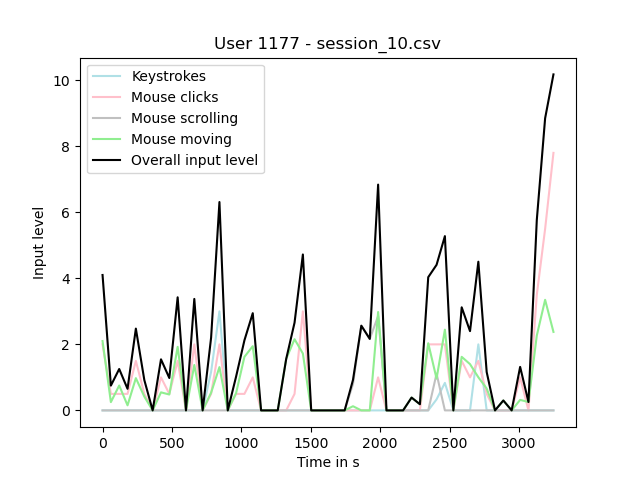 User 1177 - session_10.csv
Keystrokes
Mouse clicks
Mouse scrolling
Mouse moving
Overall input level
Input level
10
8
6
4
2
0
0 500 1000 1500 2000 2500 3000
Time in s